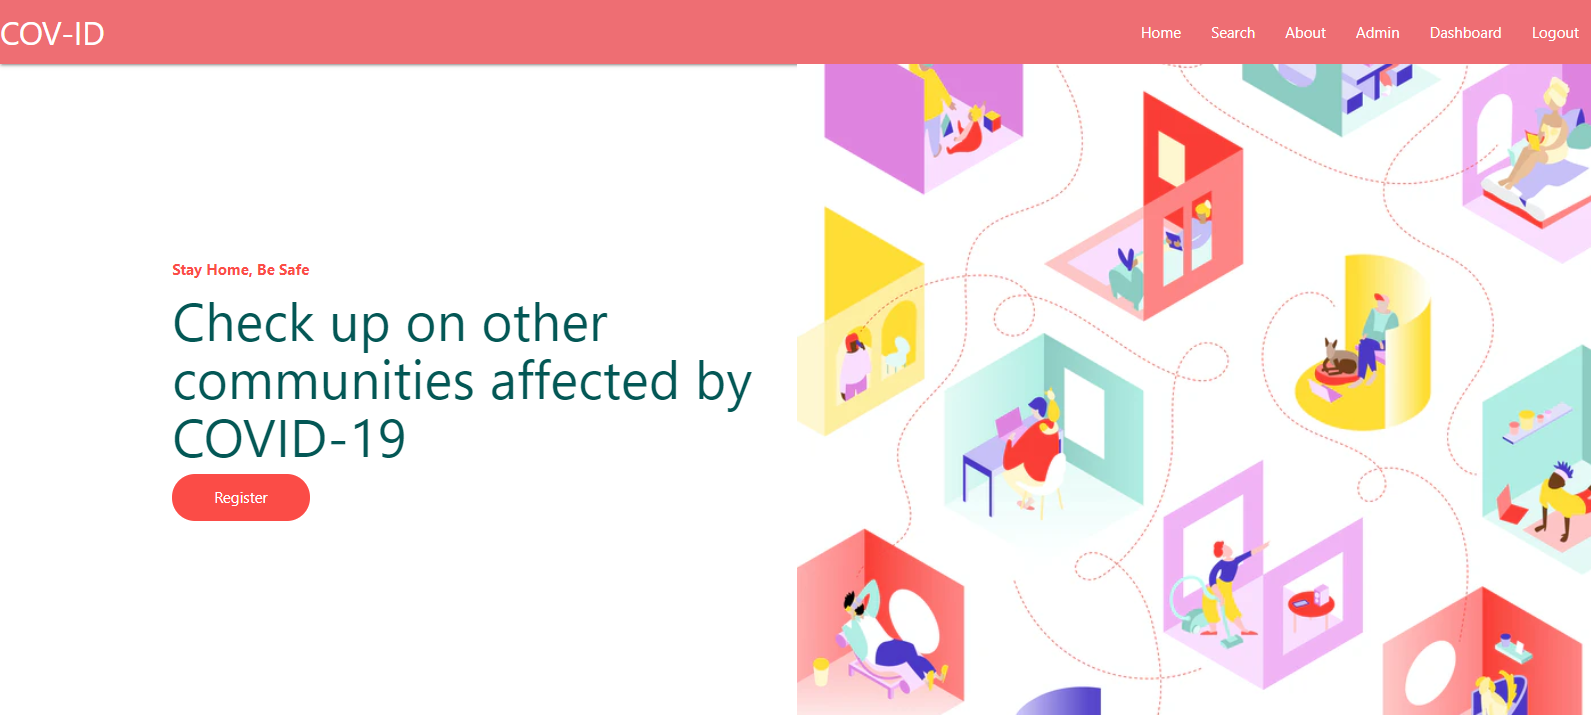 COV-ID
Home Search About Admin Dashboard Logout
Stay Home, Be Safe
Check up on other
communities affected by
COVID-19
Register